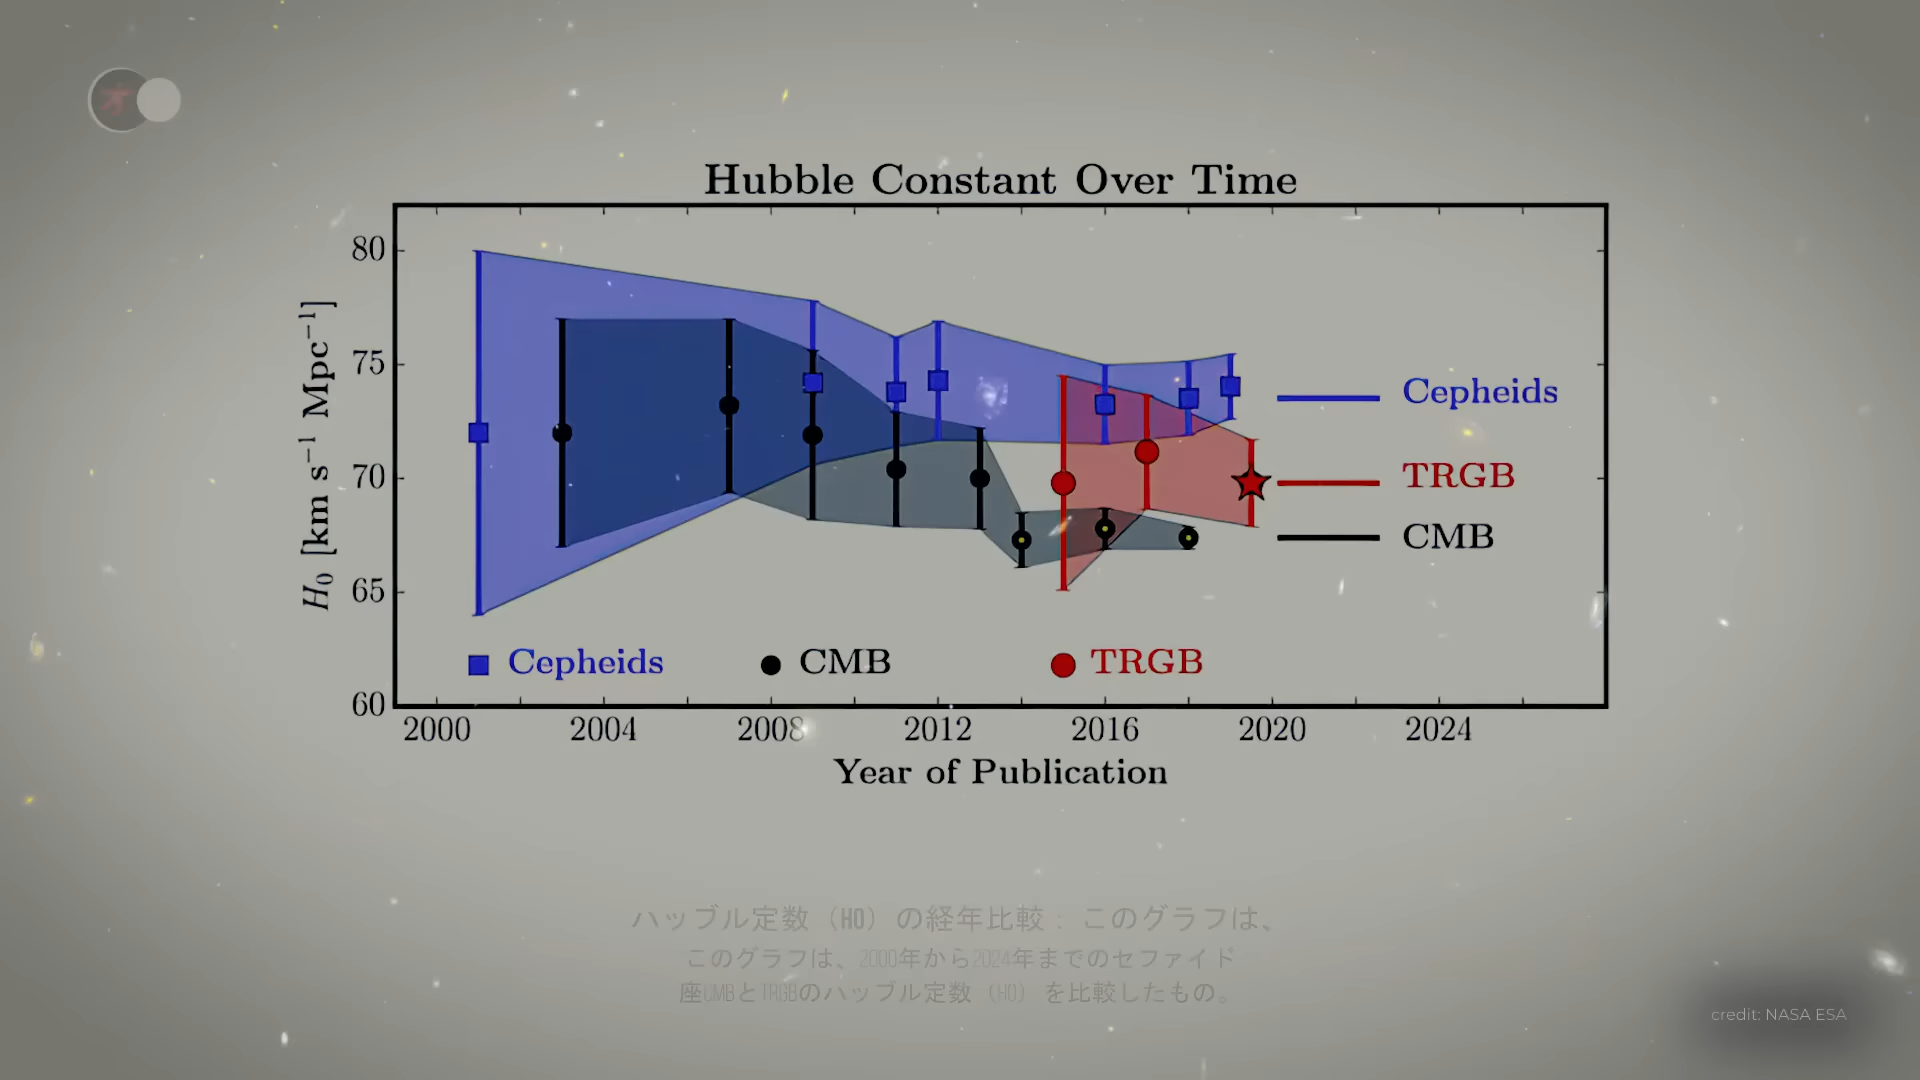 オ
Hubble Constant Over Time
H₀ [km s⁻¹ Mpc⁻¹]
80
75
70
65
60
Cepheids
TRGB
CMB
Cepheids CMB TRGB
2000 2004 2008 2012 2016 2020 2024
Year of Publication
ハッブル定数（H0）の経年比較：このグラフは、
このグラフは、2000年から2024年までのセファイド
座CMBとTRGBのハッブル定数（H0）を比較したもの。
credit: NASA ESA